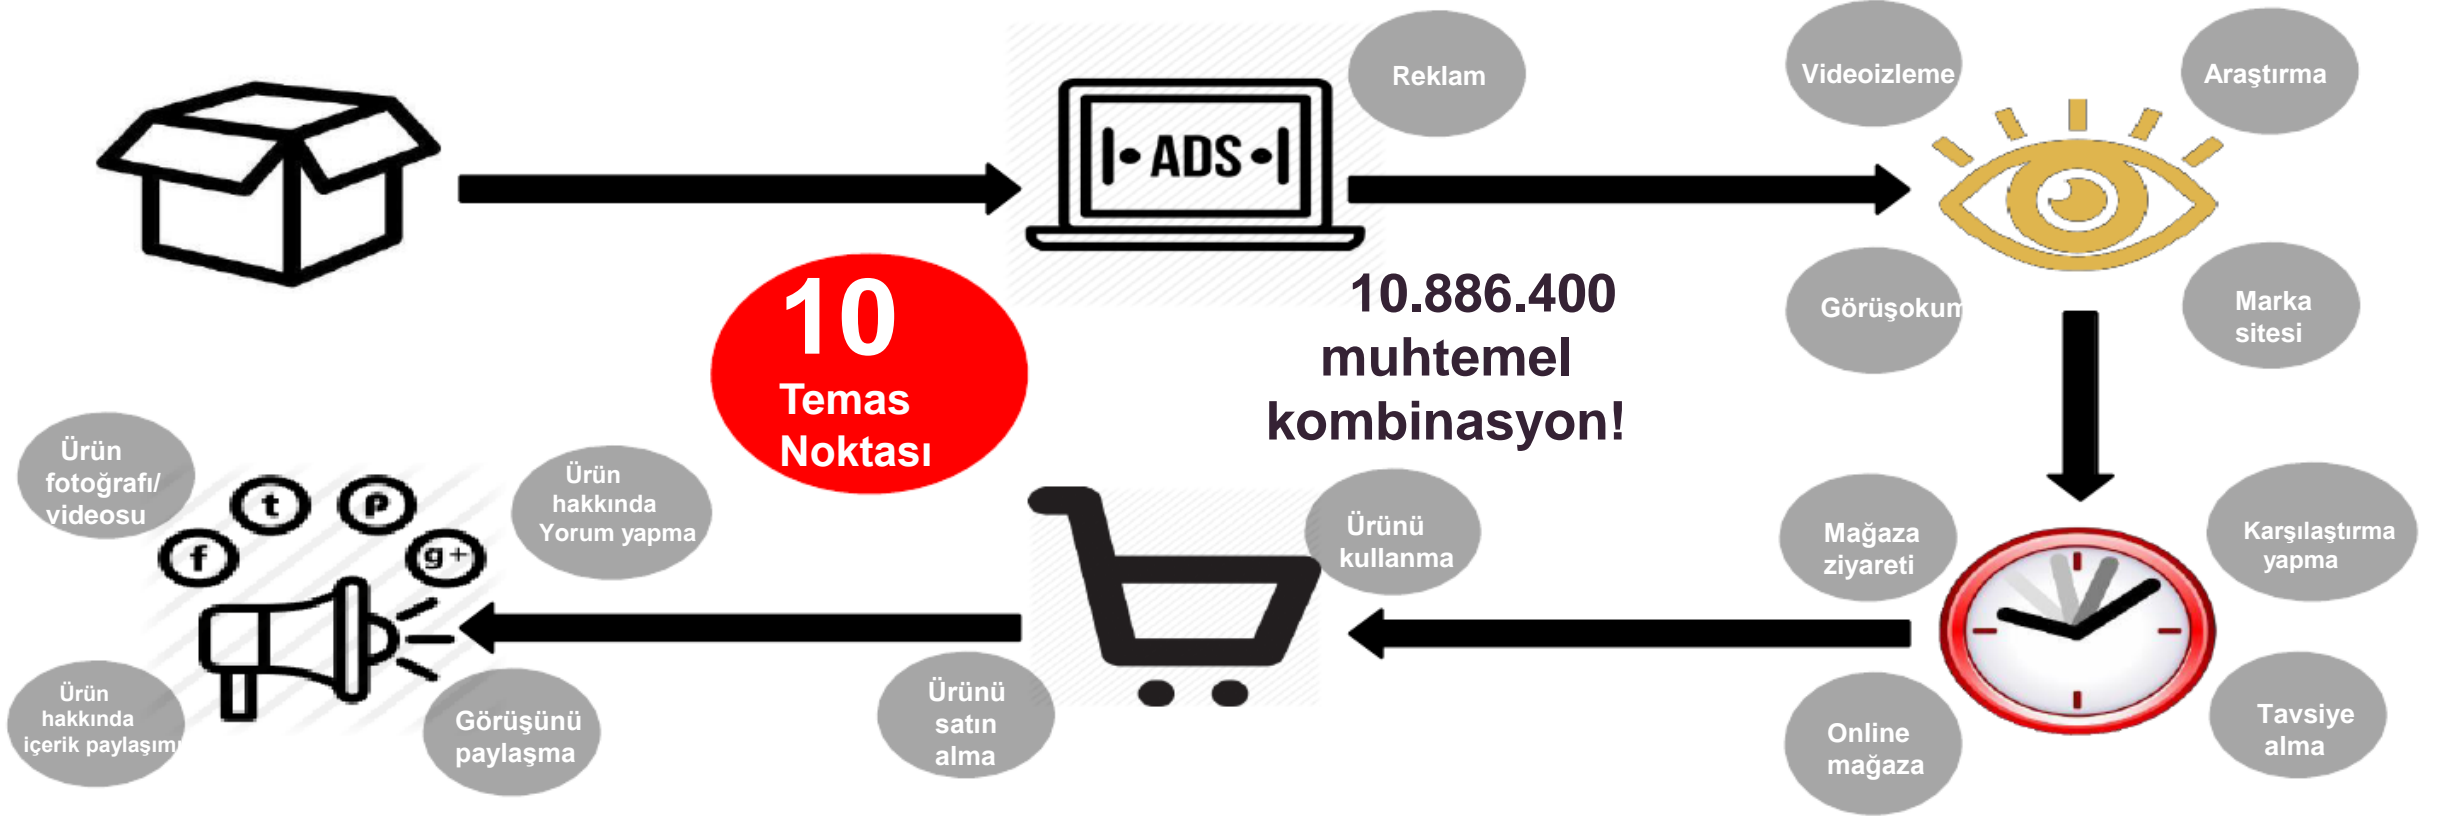 Reklam
Videoizleme
Araştırma
|• ADS •|
Görüşokum
Marka
sitesi
10
Temas
Noktası
10.886.400
muhtemel
kombinasyon!
Ürün
fotoğrafı/
videosu
t
P
f
g+
Ürün
hakkında
Yorum yapma
Ürünü
kullanma
Mağaza
ziyareti
Karşılaştırma
yapma
Ürün
hakkında
içerik paylaşımı
Görüşünü
paylaşma
Ürünü
satın
alma
Online
mağaza
Tavsiye
alma